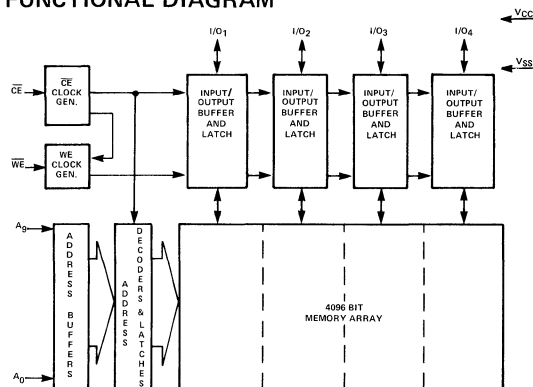 FUNCTIONAL DIAGRAM
VCC
VSS
I/O1
I/O2
I/O3
I/O4
CE
CE
CLOCK
GEN.
INPUT/
OUTPUT
BUFFER
AND
LATCH
INPUT/
OUTPUT
BUFFER
AND
LATCH
INPUT/
OUTPUT
BUFFER
AND
LATCH
INPUT/
OUTPUT
BUFFER
AND
LATCH
WE
WE
CLOCK
GEN.
A9
A0
ADDRESS BUFFERS
ADDRESS
DECODERS & LATCHES
4096 BIT
MEMORY ARRAY